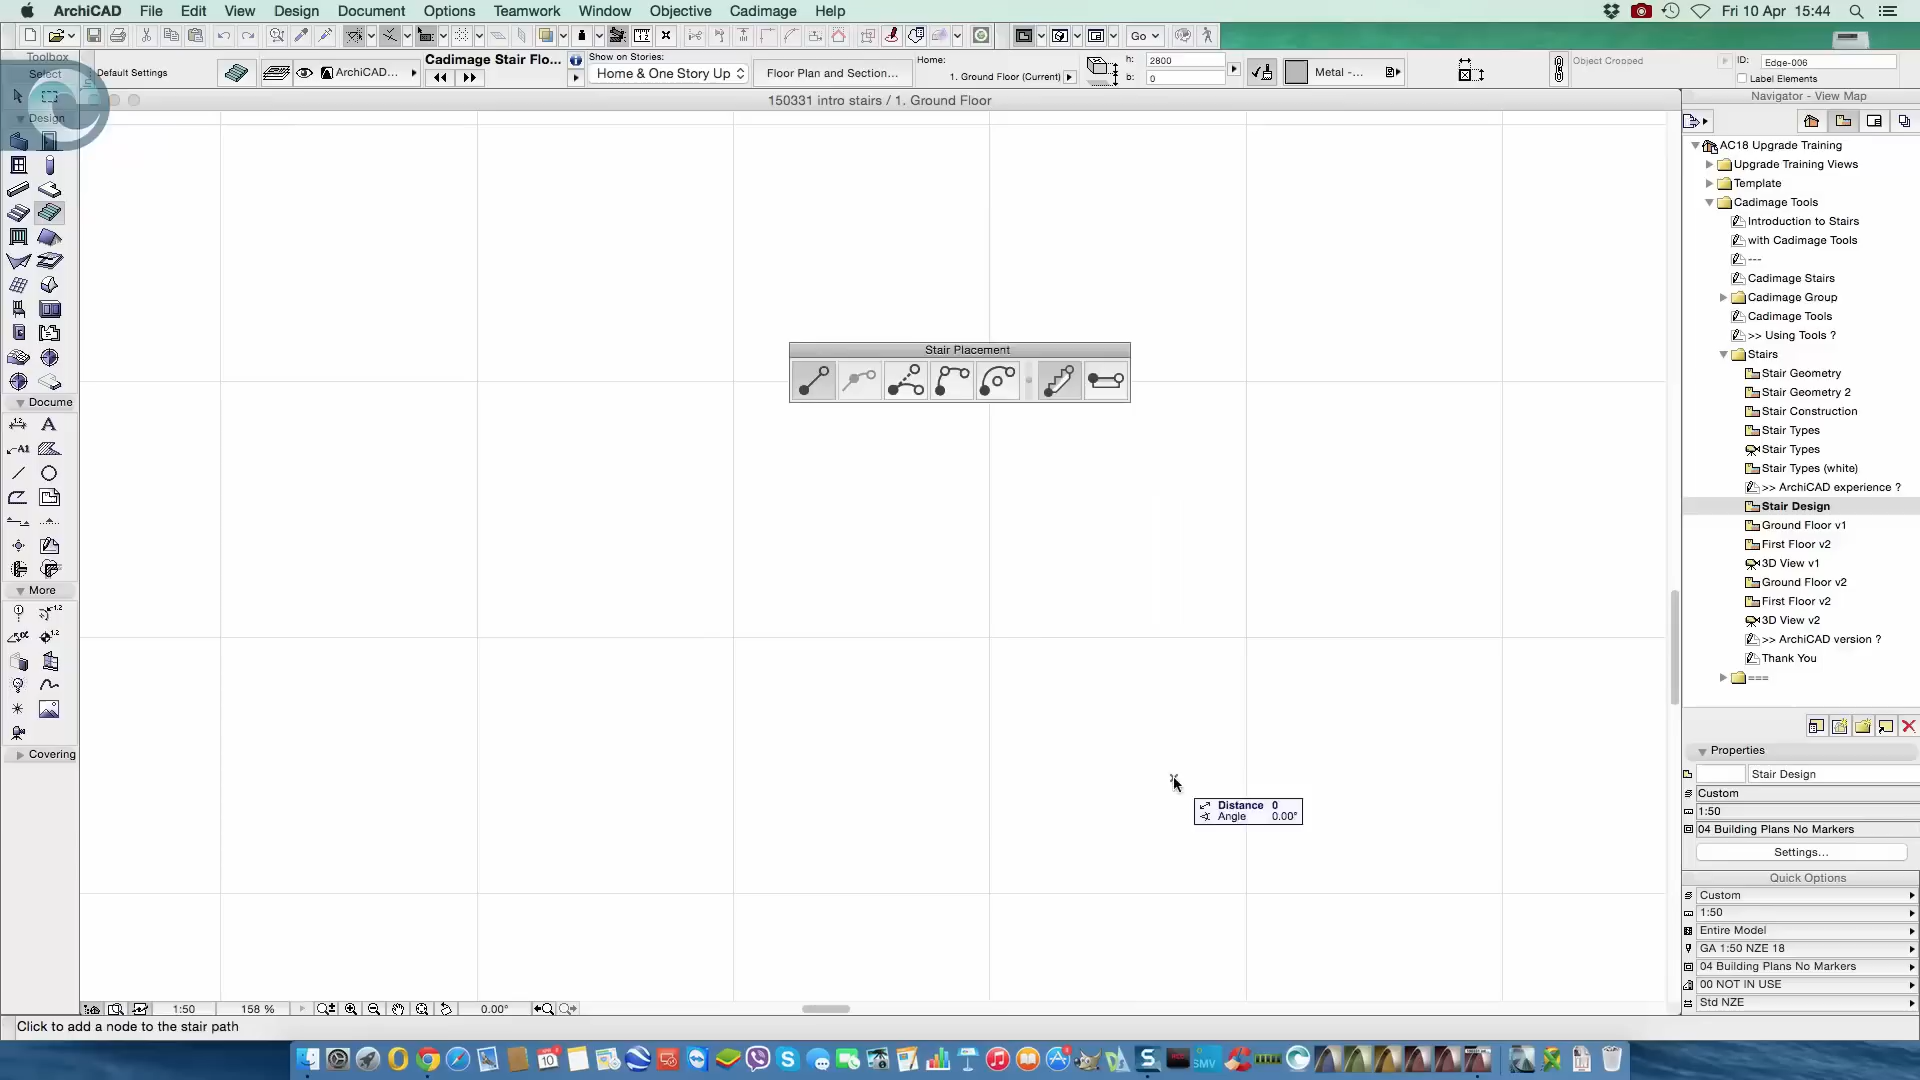 ArchiCAD File Edit View Design Document Options Teamwork Window Objective Cadimage Help
Fri 10 Apr 15:44
Go
Toolbox
Select
Default Settings
ArchiCAD...
Cadimage Stair Flo...
Show on Stories:
Home & One Story Up
Floor Plan and Section...
Home:
1. Ground Floor (Current)
h: 2800
b: 0
Metal -...
Object Cropped
ID: Edge-006
Label Elements
150331 intro stairs / 1. Ground Floor
Navigator - View Map
Design
Docume
More
Covering
Stair Placement
Distance 0
Angle 0.00°
AC18 Upgrade Training
Upgrade Training Views
Template
Cadimage Tools
Introduction to Stairs
with Cadimage Tools
---
Cadimage Stairs
Cadimage Group
Cadimage Tools
>> Using Tools ?
Stairs
Stair Geometry
Stair Geometry 2
Stair Construction
Stair Types
Stair Types
Stair Types (white)
>> ArchiCAD experience ?
Stair Design
Ground Floor v1
First Floor v2
3D View v1
Ground Floor v2
First Floor v2
3D View v2
>> ArchiCAD version ?
Thank You
===
Properties
Stair Design
Custom
1:50
04 Building Plans No Markers
Settings...
Quick Options
Custom
1:50
Entire Model
GA 1:50 NZE 18
04 Building Plans No Markers
00 NOT IN USE
Std NZE
1:50
158 %
0.00°
Click to add a node to the stair path